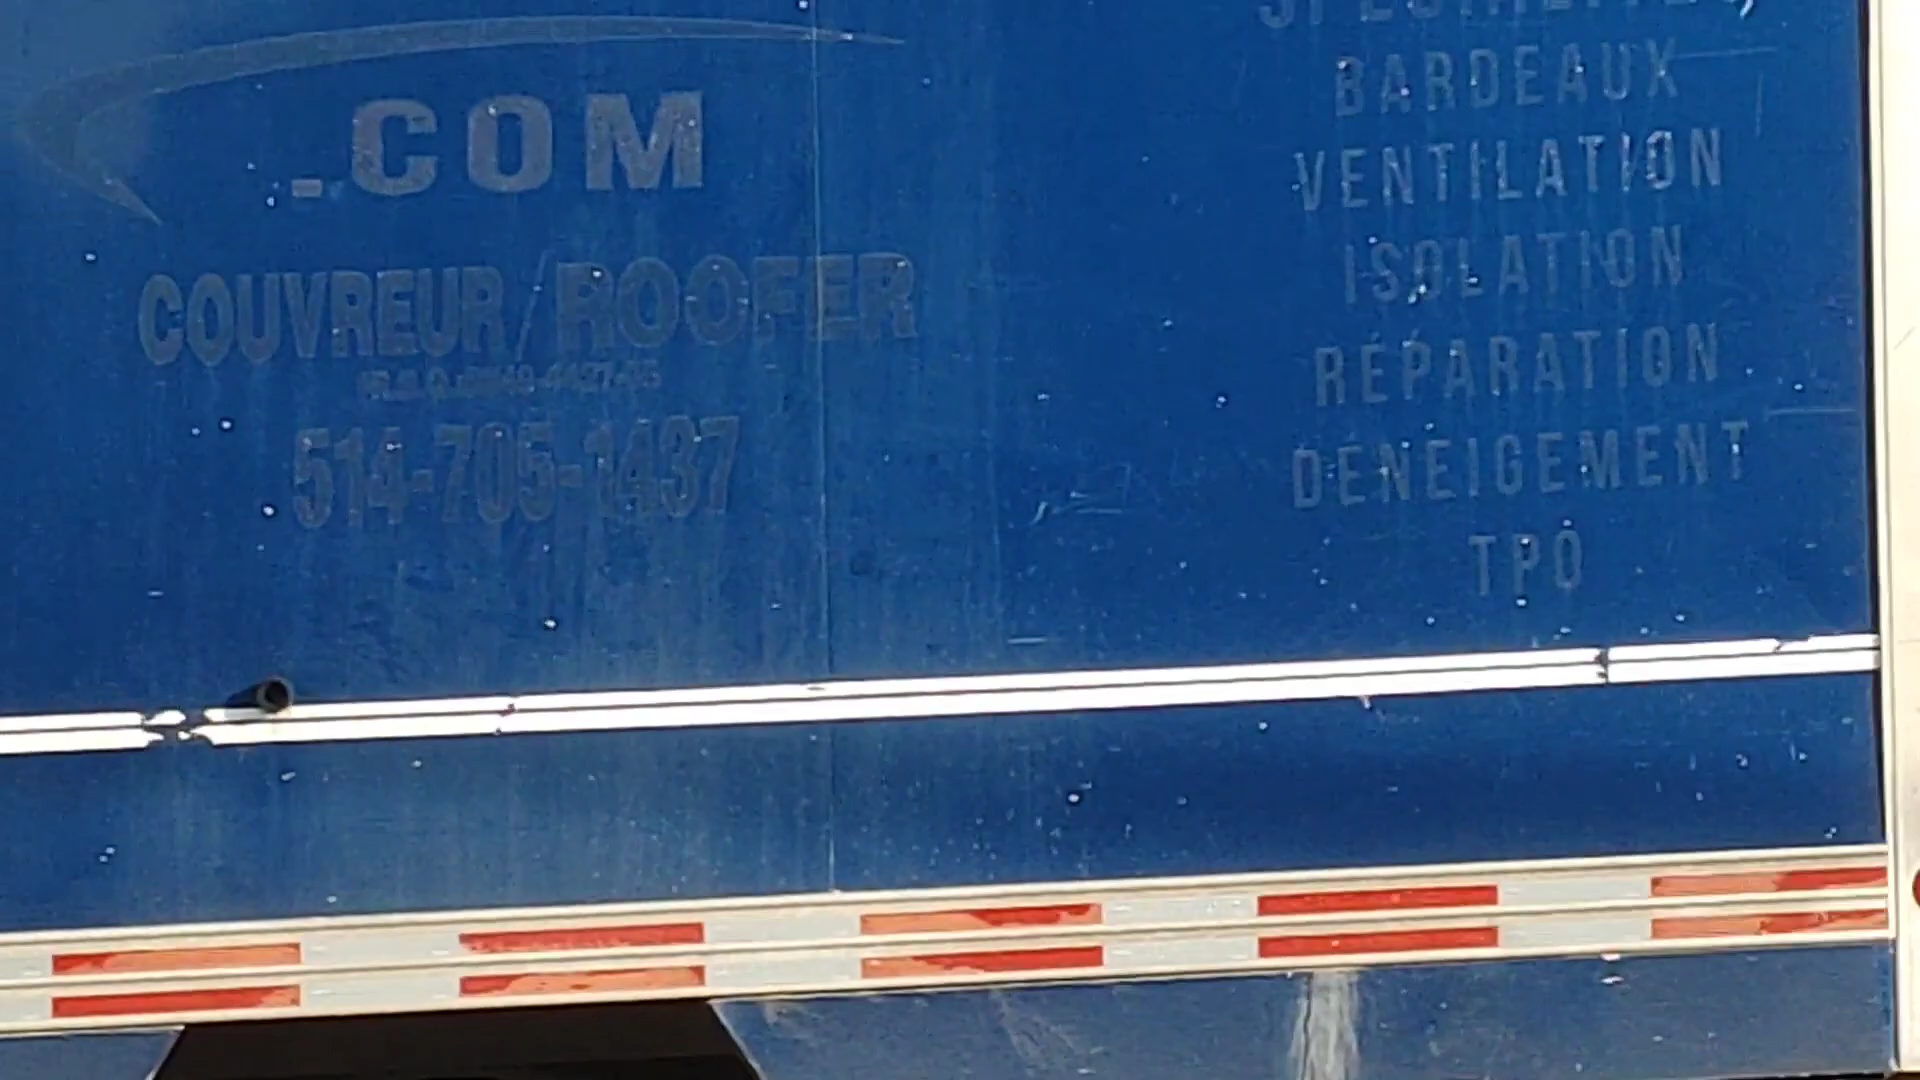 .COM
COUVREUR/ROOFER
514-705-1437
BARDEAUX
VENTILATION
ISOLATION
RÉPARATION
DÉNEIGEMENT
TPO